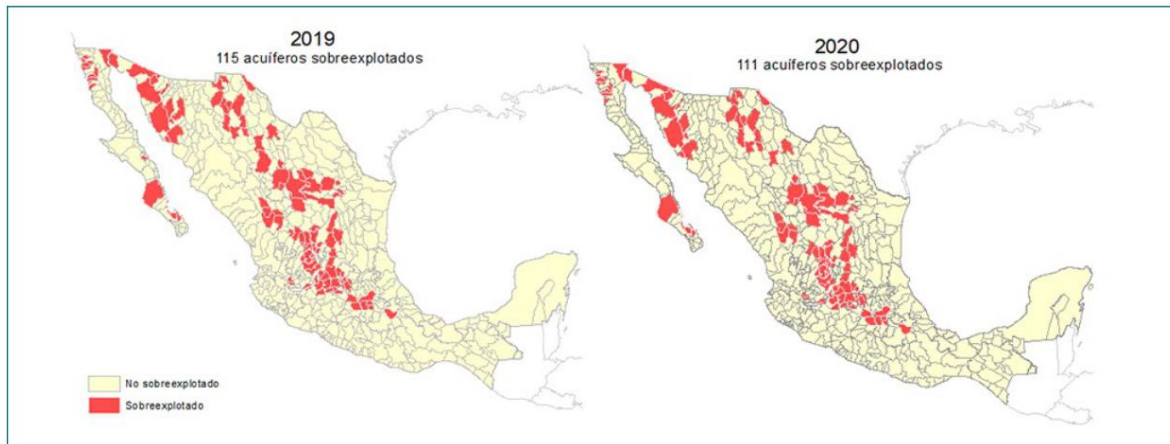 2019
115 acuíferos sobreexplotados
2020
111 acuíferos sobreexplotados
No sobreexplotado
Sobreexplotado